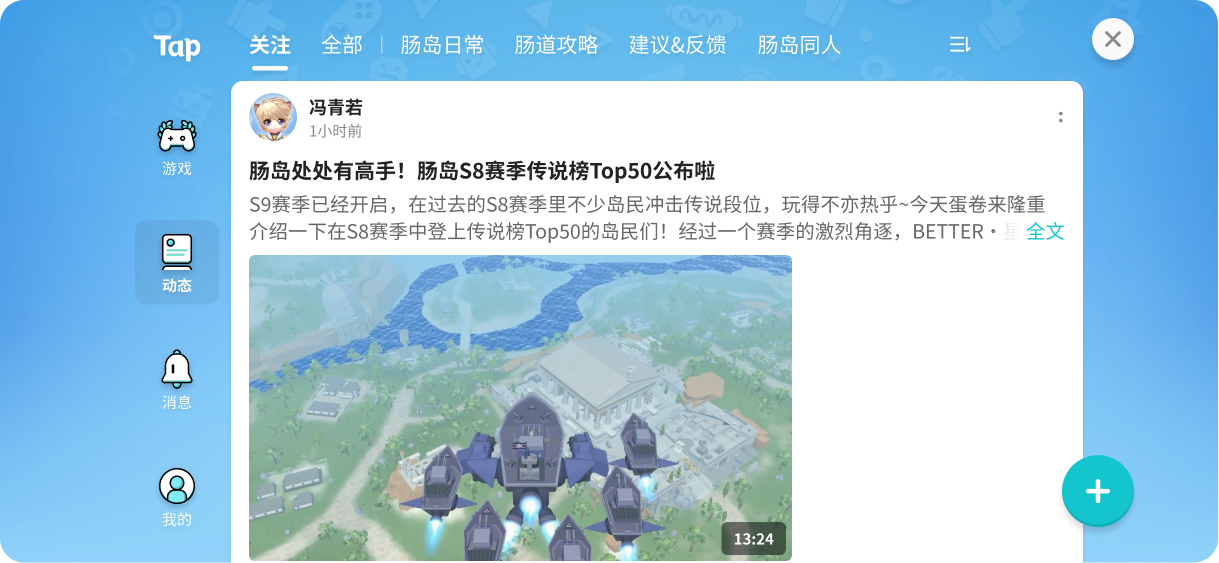 Tap
关注 全部 | 肠岛日常 肠道攻略 建议&反馈 肠岛同人
游戏
动态
消息
我的
冯青若
1小时前
肠岛处处有高手！肠岛S8赛季传说榜Top50公布啦
S9赛季已经开启，在过去的S8赛季里不少岛民冲击传说段位，玩得不亦热乎~今天蛋卷来隆重
介绍一下在S8赛季中登上传说榜Top50的岛民们！经过一个赛季的激烈角逐，BETTER·星 全文
13:24